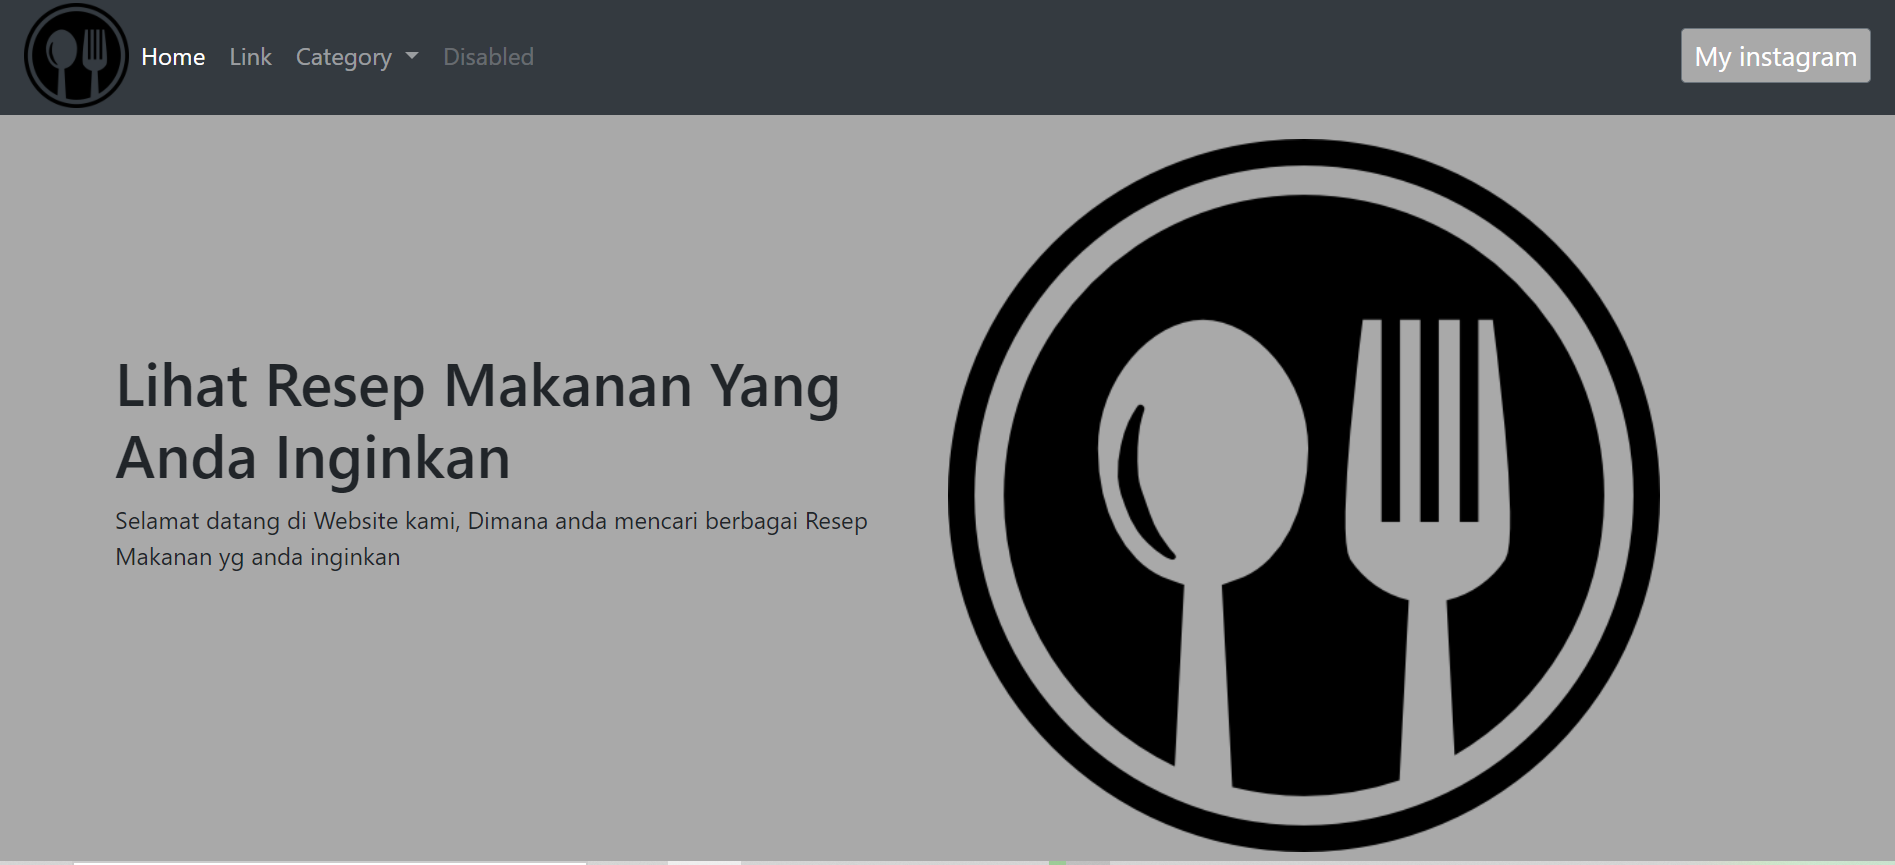 Home Link Category Disabled My instagram
Lihat Resep Makanan Yang
Anda Inginkan
Selamat datang di Website kami, Dimana anda mencari berbagai Resep
Makanan yg anda inginkan